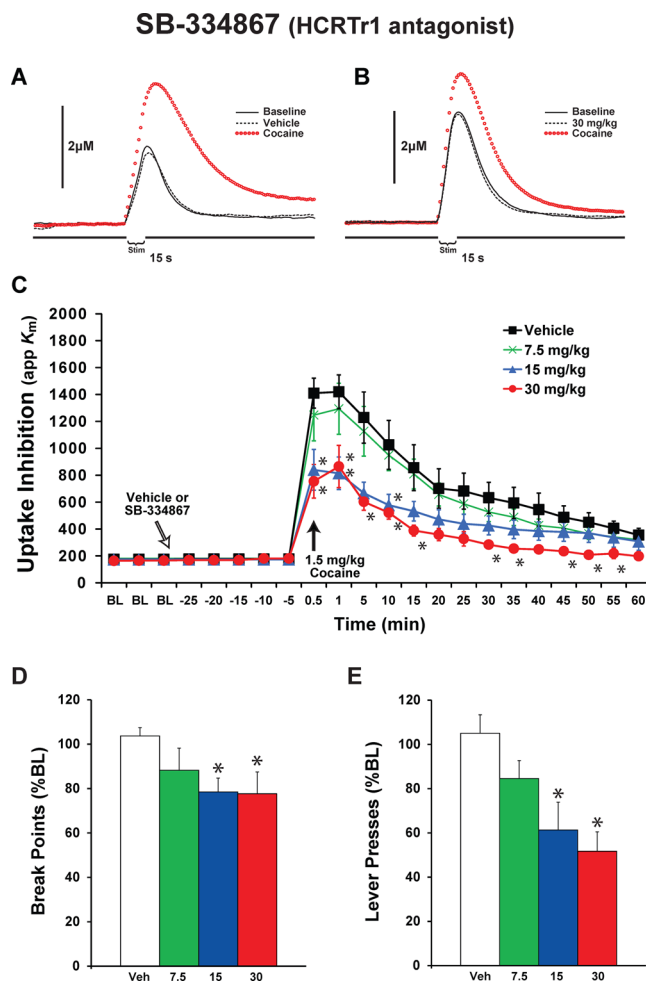 SB-334867 (HCRTr1 antagonist)
A
2µM
Baseline
Vehicle
Cocaine
Stim
15 s
B
2µM
Baseline
30 mg/kg
Cocaine
Stim
15 s
C
Uptake Inhibition (app Km)
2000
1800
1600
1400
1200
1000
800
600
400
200
0
Vehicle
7.5 mg/kg
15 mg/kg
30 mg/kg
Vehicle or
SB-334867
1.5 mg/kg
Cocaine
* * * * * * * * * * * * *
BL BL BL -25 -20 -15 -10 -5 0.5 1 5 10 15 20 25 30 35 40 45 50 55 60
Time (min)
D
Break Points (%BL)
120
100
80
60
40
20
0
* *
Veh 7.5 15 30
E
Lever Presses (%BL)
120
100
80
60
40
20
0
* *
Veh 7.5 15 30